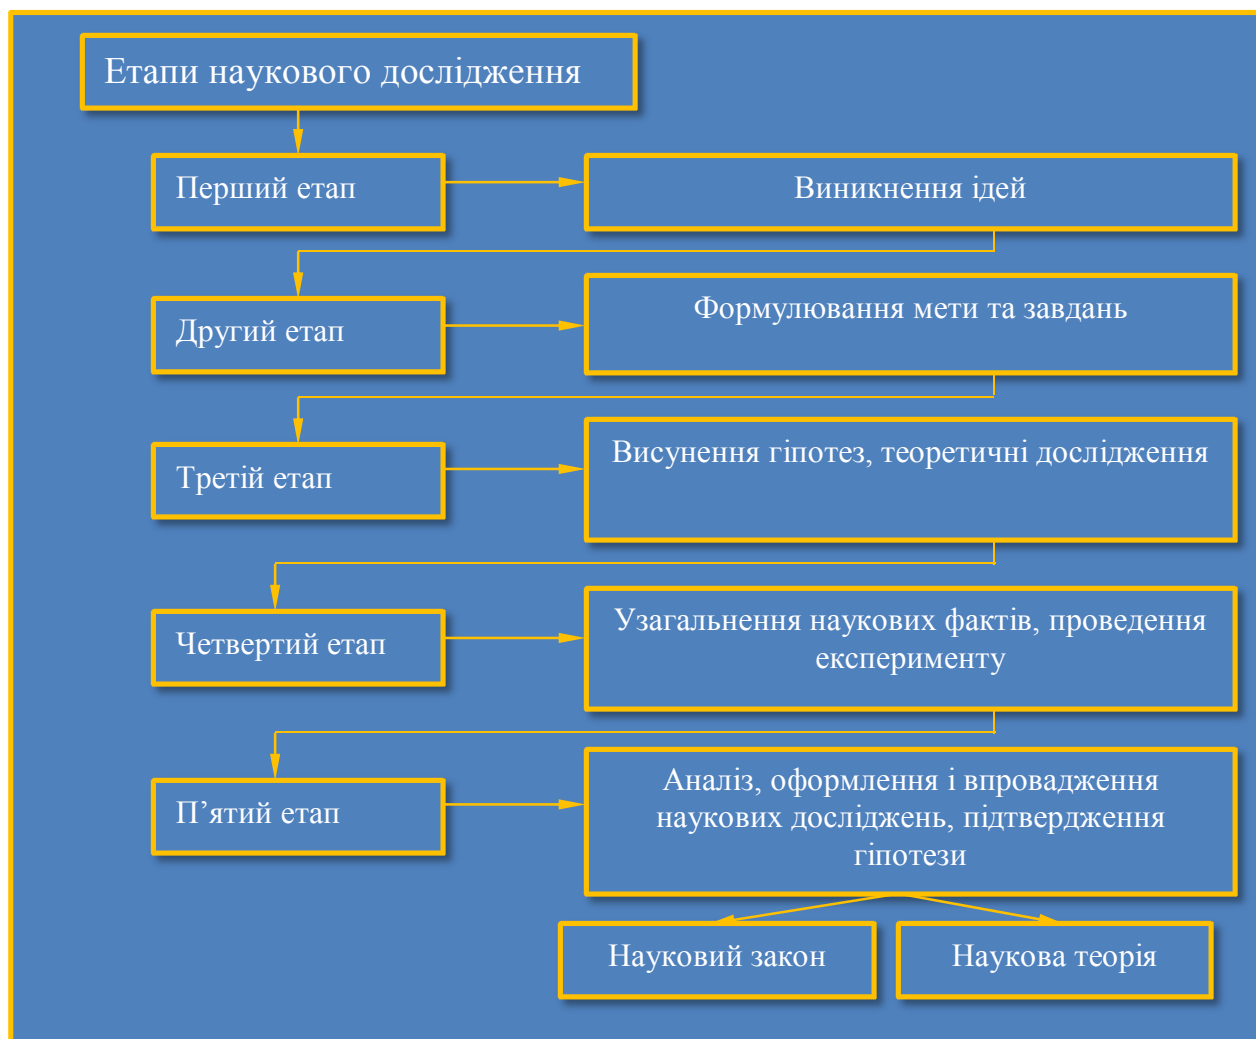 Етапи наукового дослідження
Перший етап
Виникнення ідей
Другий етап
Формулювання мети та завдань
Третій етап
Висунення гіпотез, теоретичні дослідження
Четвертий етап
Узагальнення наукових фактів, проведення
експерименту
П’ятий етап
Аналіз, оформлення і впровадження
наукових досліджень, підтвердження
гіпотези
Науковий закон
Наукова теорія